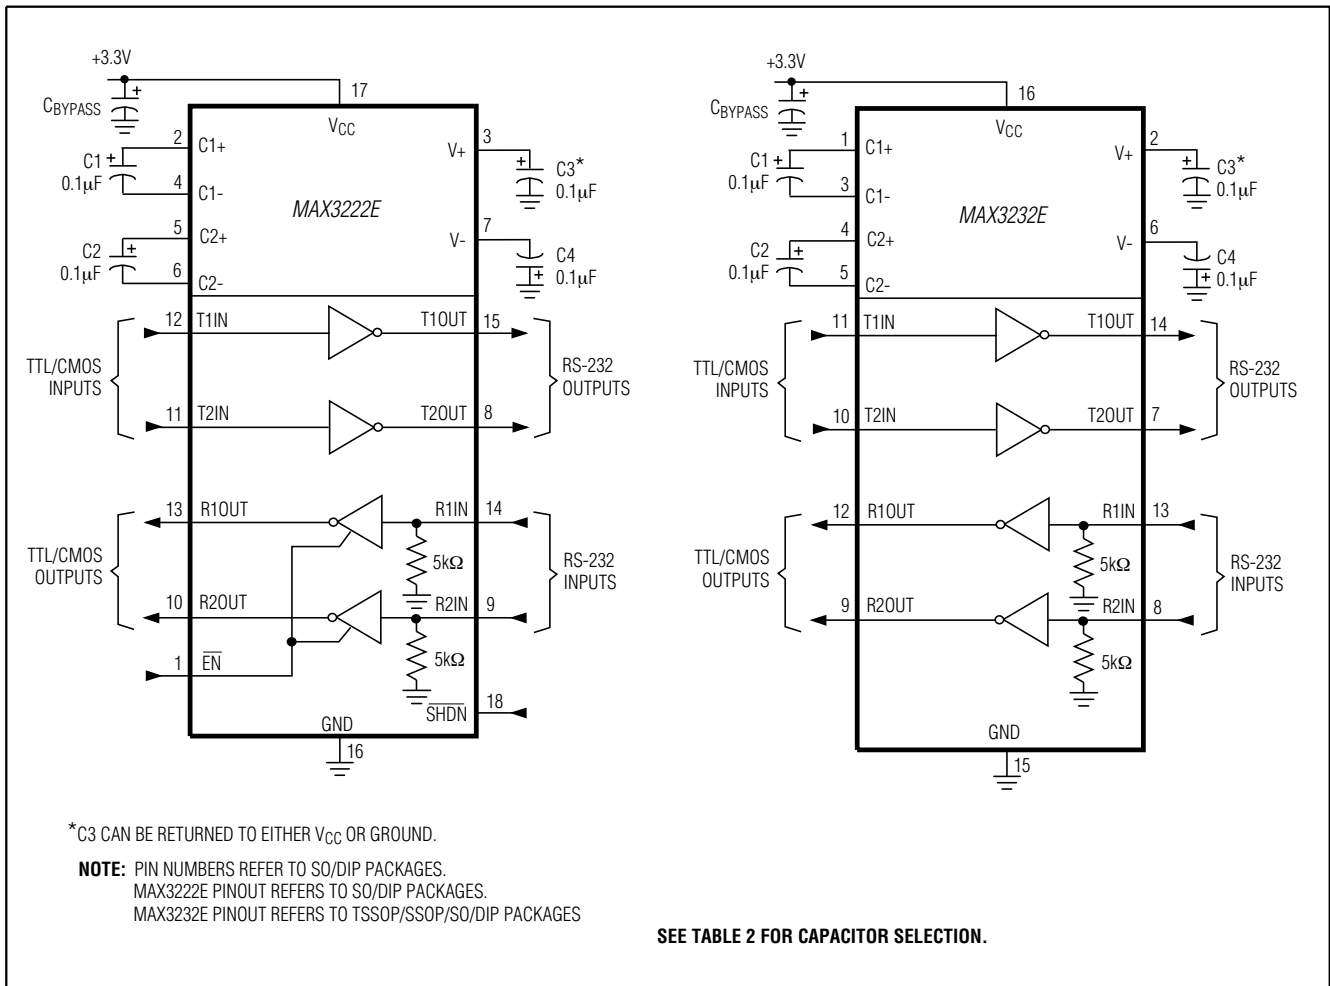 +3.3V
CBYPASS
+
17
VCC
2
C1+
3
V+
C1
+
0.1µF
4
C1-
+
C3*
0.1µF
MAX3222E
5
C2+
7
V-
C2
+
0.1µF
6
C2-
C4
+
0.1µF
12
T1IN
T1OUT
15
TTL/CMOS
INPUTS
RS-232
OUTPUTS
11
T2IN
T2OUT
8
13
R1OUT
R1IN
14
TTL/CMOS
OUTPUTS
5kΩ
RS-232
INPUTS
10
R2OUT
R2IN
9
1
EN
5kΩ
SHDN
18
GND
16
+3.3V
CBYPASS
+
16
VCC
1
C1+
2
V+
C1
+
0.1µF
3
C1-
+
C3*
0.1µF
MAX3232E
4
C2+
6
V-
C2
+
0.1µF
5
C2-
C4
+
0.1µF
11
T1IN
T1OUT
14
TTL/CMOS
INPUTS
RS-232
OUTPUTS
10
T2IN
T2OUT
7
12
R1OUT
R1IN
13
TTL/CMOS
OUTPUTS
5kΩ
RS-232
INPUTS
9
R2OUT
R2IN
8
5kΩ
GND
15
*C3 CAN BE RETURNED TO EITHER VCC OR GROUND.
NOTE: PIN NUMBERS REFER TO SO/DIP PACKAGES.
MAX3222E PINOUT REFERS TO SO/DIP PACKAGES.
MAX3232E PINOUT REFERS TO TSSOP/SSOP/SO/DIP PACKAGES
SEE TABLE 2 FOR CAPACITOR SELECTION.